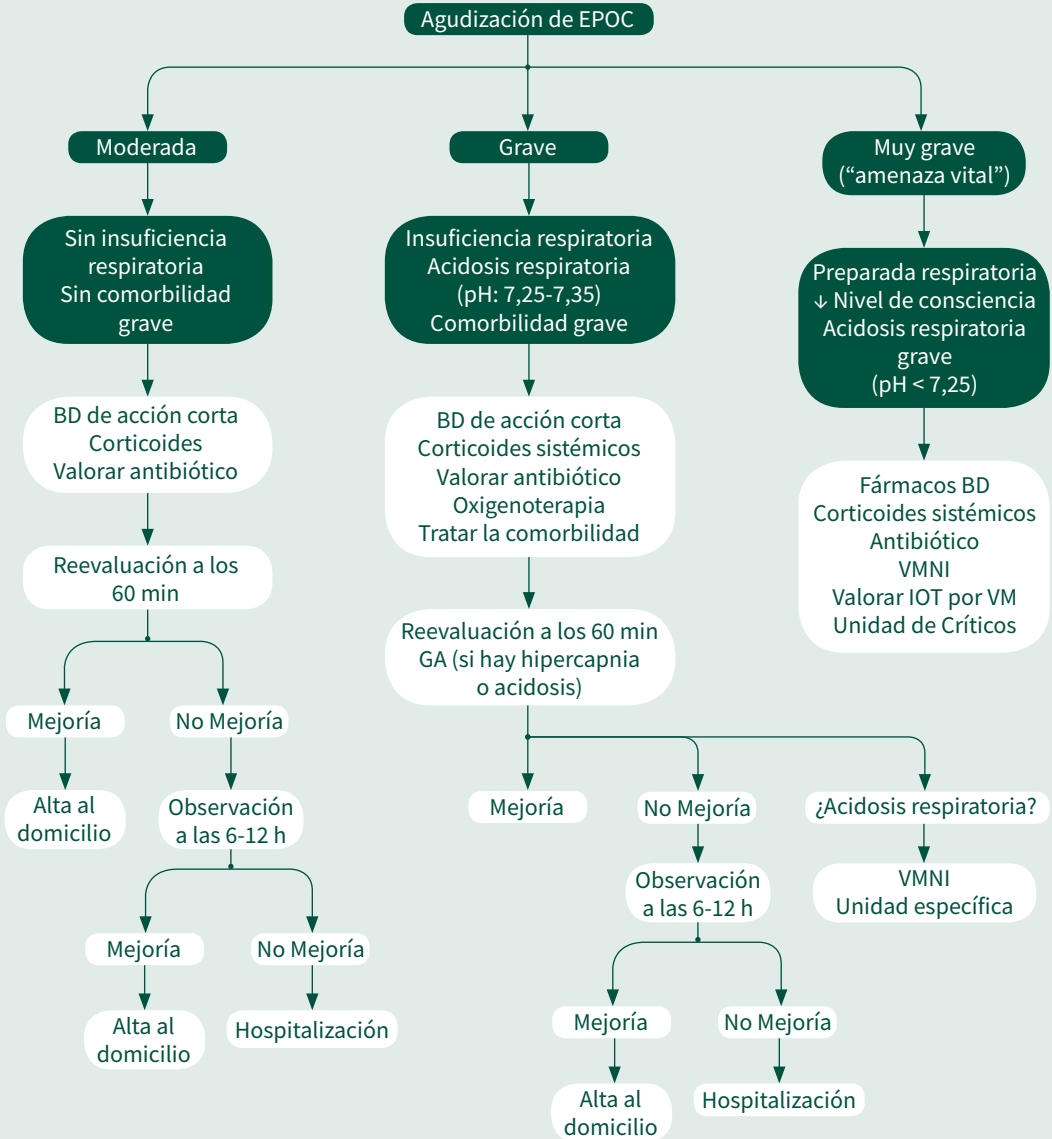 Agudización de EPOC
Moderada
Sin insuficiencia
respiratoria
Sin comorbilidad
grave
BD de acción corta
Corticoides
Valorar antibiótico
Reevaluación a los
60 min
Mejoría
No Mejoría
Alta al
domicilio
Observación
a las 6-12 h
Mejoría
No Mejoría
Alta al
domicilio
Hospitalización
Grave
Insuficiencia respiratoria
Acidosis respiratoria
(pH: 7,25-7,35)
Comorbilidad grave
BD de acción corta
Corticoides sistémicos
Valorar antibiótico
Oxigenoterapia
Tratar la comorbilidad
Reevaluación a los 60 min
GA (si hay hipercapnia
o acidosis)
Mejoría
No Mejoría
¿Acidosis respiratoria?
Observación
a las 6-12 h
VMNI
Unidad específica
Mejoría
No Mejoría
Alta al
domicilio
Hospitalización
Muy grave
(“amenaza vital”)
Preparada respiratoria
↓ Nivel de consciencia
Acidosis respiratoria
grave
(pH < 7,25)
Fármacos BD
Corticoides sistémicos
Antibiótico
VMNI
Valorar IOT por VM
Unidad de Críticos